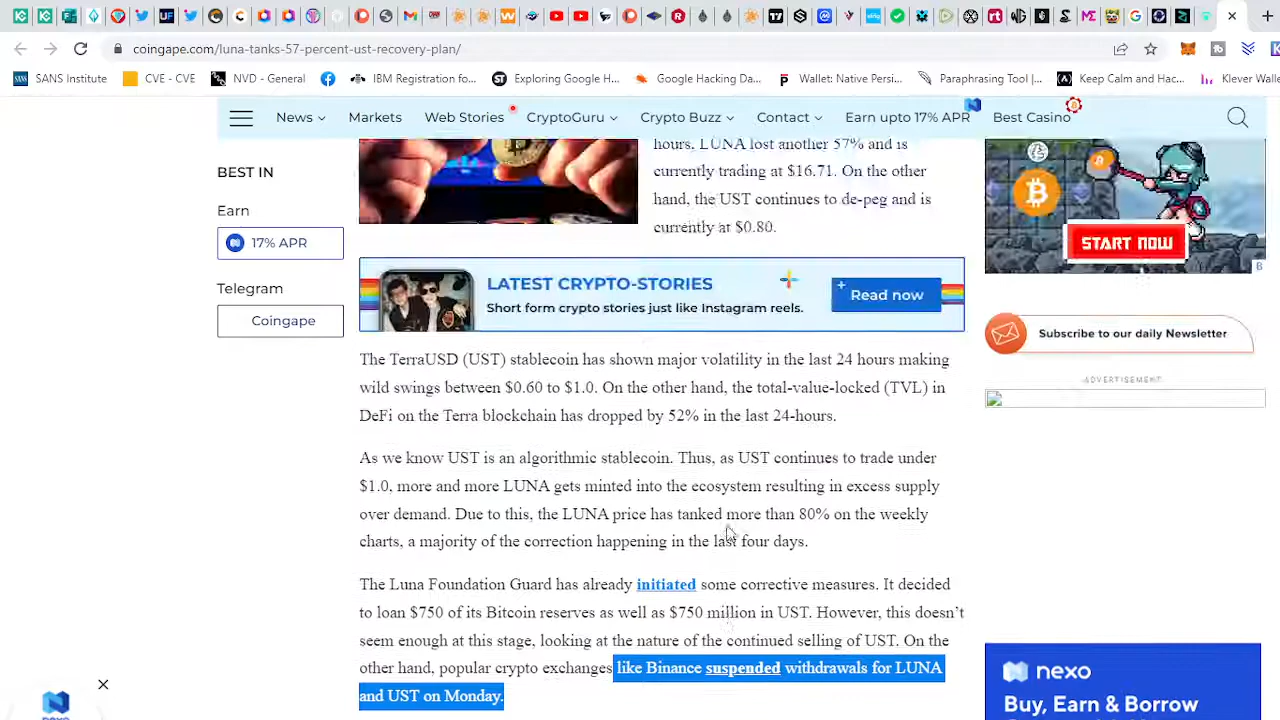 coingape.com/luna-tanks-57-percent-ust-recovery-plan/
SANS Institute
CVE - CVE
NVD - General
IBM Registration fo...
Exploring Google H...
Google Hacking Da...
Wallet: Native Persi...
Paraphrasing Tool |...
Keep Calm and Hac...
Klever Walle
News
Markets
Web Stories
CryptoGuru
Crypto Buzz
Contact
Earn upto 17% APR
Best Casino
BEST IN
Earn
17% APR
Telegram
Coingape
hours, LUNA lost another 57% and is
currently trading at $16.71. On the other
hand, the UST continues to de-peg and is
currently at $0.80.
LATEST CRYPTO-STORIES
Short form crypto stories just like Instagram reels.
Read now
The TerraUSD (UST) stablecoin has shown major volatility in the last 24 hours making
wild swings between $0.60 to $1.0. On the other hand, the total-value-locked (TVL) in
DeFi on the Terra blockchain has dropped by 52% in the last 24-hours.
As we know UST is an algorithmic stablecoin. Thus, as UST continues to trade under
$1.0, more and more LUNA gets minted into the ecosystem resulting in excess supply
over demand. Due to this, the LUNA price has tanked more than 80% on the weekly
charts, a majority of the correction happening in the last four days.
The Luna Foundation Guard has already initiated some corrective measures. It decided
to loan $750 of its Bitcoin reserves as well as $750 million in UST. However, this doesn't
seem enough at this stage, looking at the nature of the continued selling of UST. On the
other hand, popular crypto exchanges like Binance suspended withdrawals for LUNA
and UST on Monday.
START NOW
Subscribe to our daily Newsletter
ADVERTISEMENT
nexo
Buy, Earn & Borrow
nexo